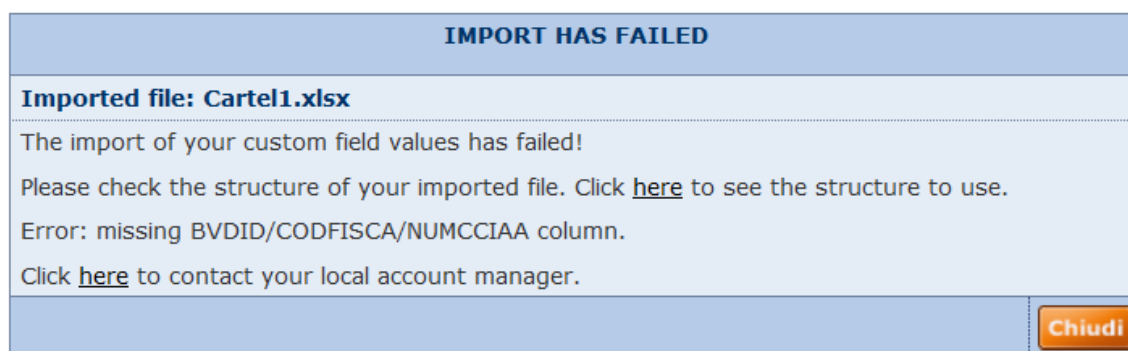 IMPORT HAS FAILED
Imported file: Cartel1.xlsx
The import of your custom field values has failed!
Please check the structure of your imported file. Click here to see the structure to use.
Error: missing BVDID/CODFISCA/NUMCCIAA column.
Click here to contact your local account manager.
Chiudi